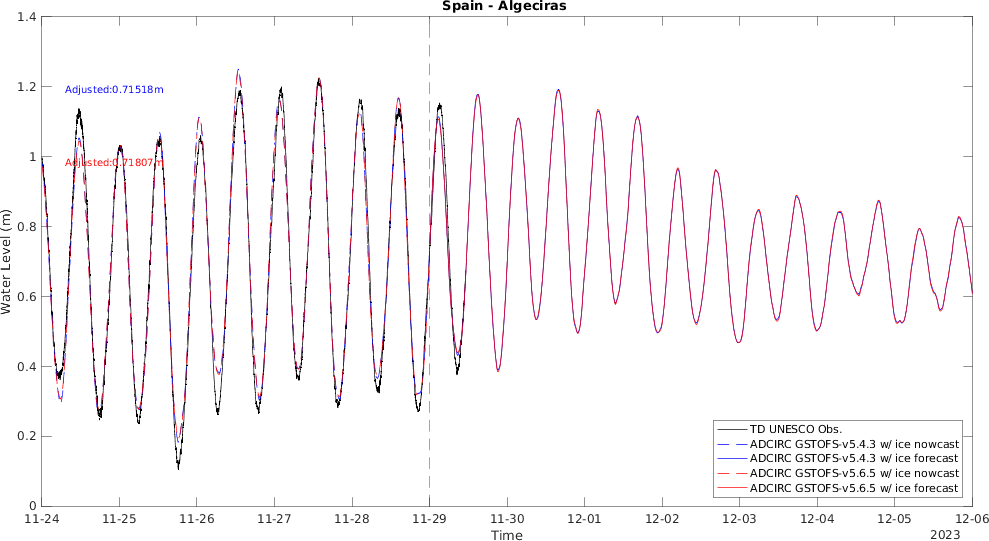 Spain - Algeciras
1.4
1.2
1
0.8
0.6
0.4
0.2
0
Water Level (m)
Adjusted:0.71518m
Adjusted:0.71807m
TD UNESCO Obs.
ADCIRC GSTOFS-v5.4.3 w/ ice nowcast
ADCIRC GSTOFS-v5.4.3 w/ ice forecast
ADCIRC GSTOFS-v5.6.5 w/ ice nowcast
ADCIRC GSTOFS-v5.6.5 w/ ice forecast
11-24 11-25 11-26 11-27 11-28 11-29 11-30 12-01 12-02 12-03 12-04 12-05 12-06
Time
2023